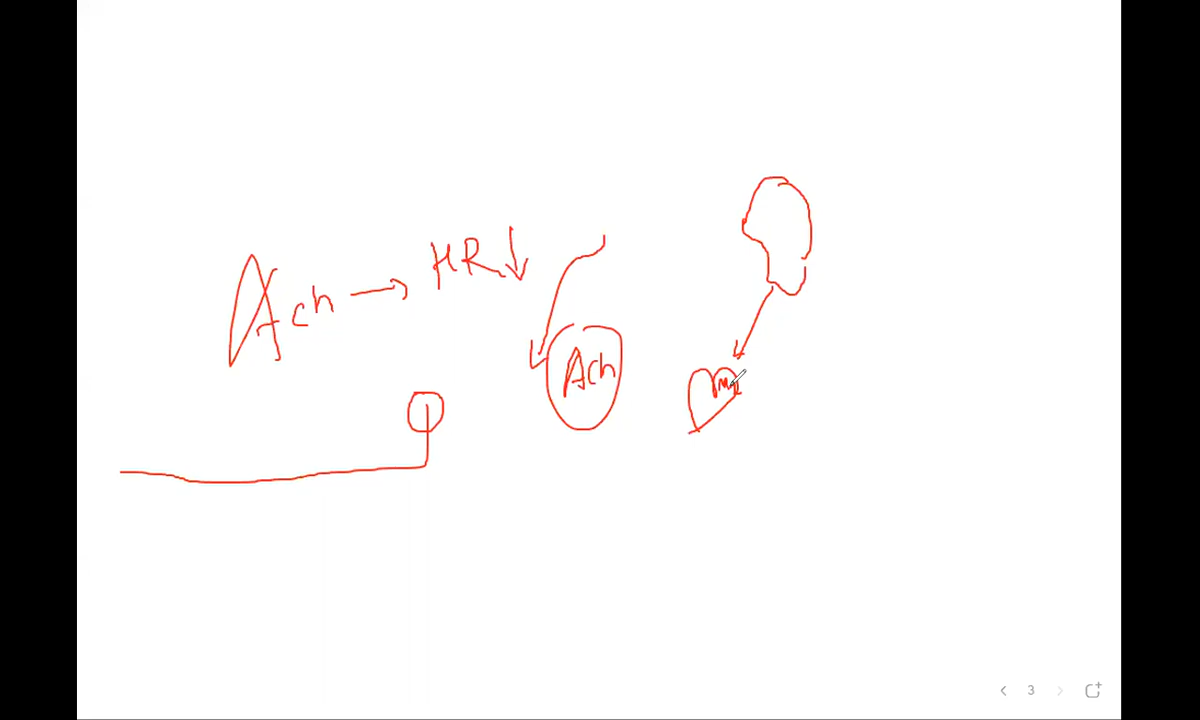 Ach → HR↓
Ach
3